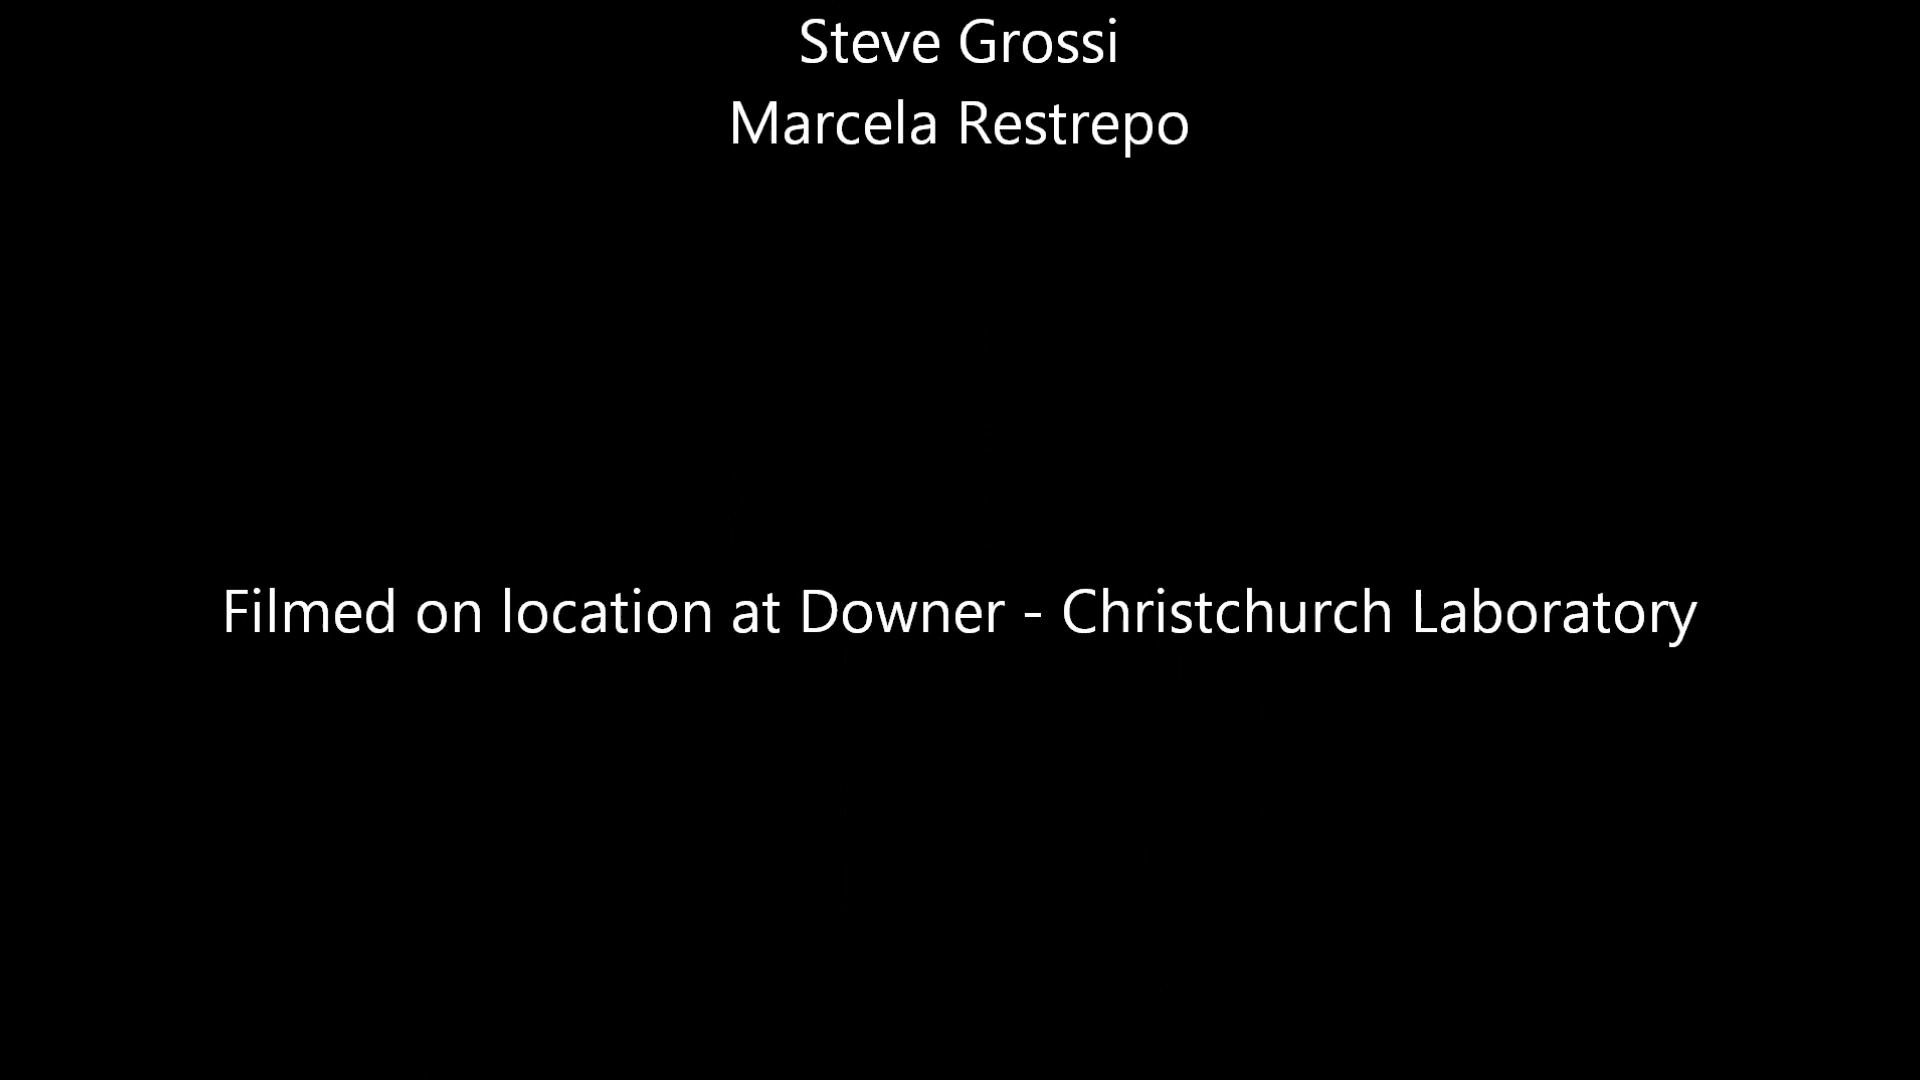 Steve Grossi
Marcela Restrepo
Filmed on location at Downer - Christchurch Laboratory